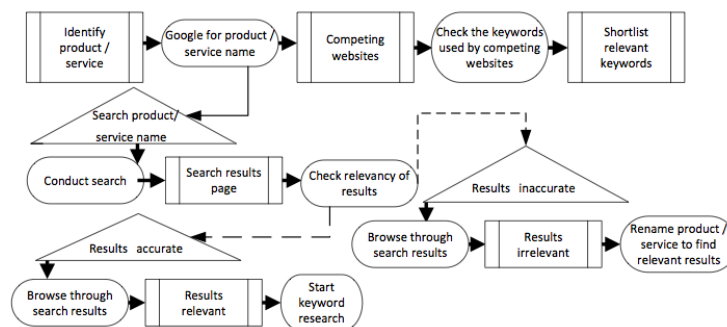 Identify
product /
service
Google for product /
service name
Competing
websites
Check the keywords
used by competing
websites
Shortlist
relevant
keywords
Search product/
service name
Conduct search
Search results
page
Check relevancy of
results
Results inaccurate
Browse through
search results
Results
irrelevant
Rename product /
service to find
relevant results
Results accurate
Browse through
search results
Results
relevant
Start
keyword
research